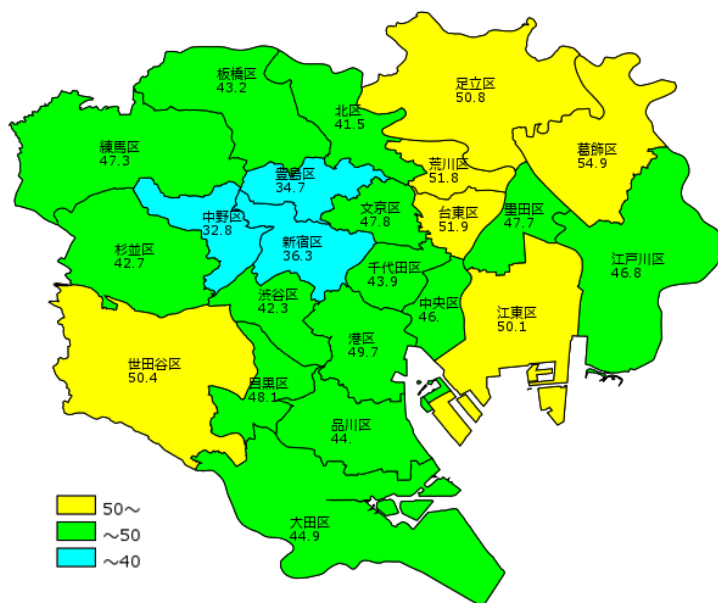 板橋区
43.2
北区
41.5
足立区
50.8
練馬区
47.3
葛飾区
54.9
豊島区
34.7
荒川区
51.8
中野区
32.8
文京区
47.8
台東区
51.9
墨田区
47.7
杉並区
42.7
新宿区
36.3
千代田区
43.9
江戸川区
46.8
渋谷区
42.3
中央区
46.
江東区
50.1
港区
49.7
世田谷区
50.4
目黒区
48.1
品川区
44.
大田区
44.9
50～
～50
～40